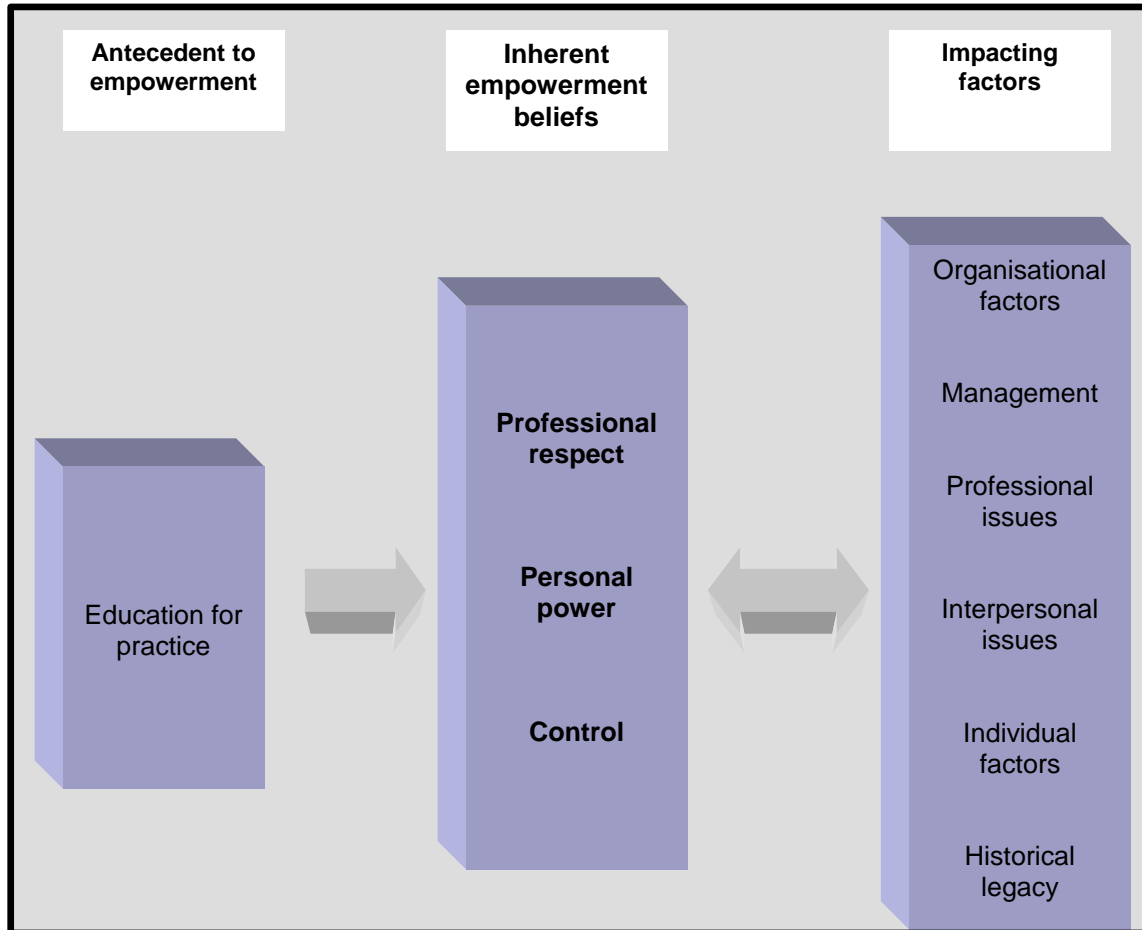 Antecedent to
empowerment
Inherent
empowerment
beliefs
Impacting
factors
Education for
practice
Professional
respect
Personal
power
Control
Organisational
factors
Management
Professional
issues
Interpersonal
issues
Individual
factors
Historical
legacy